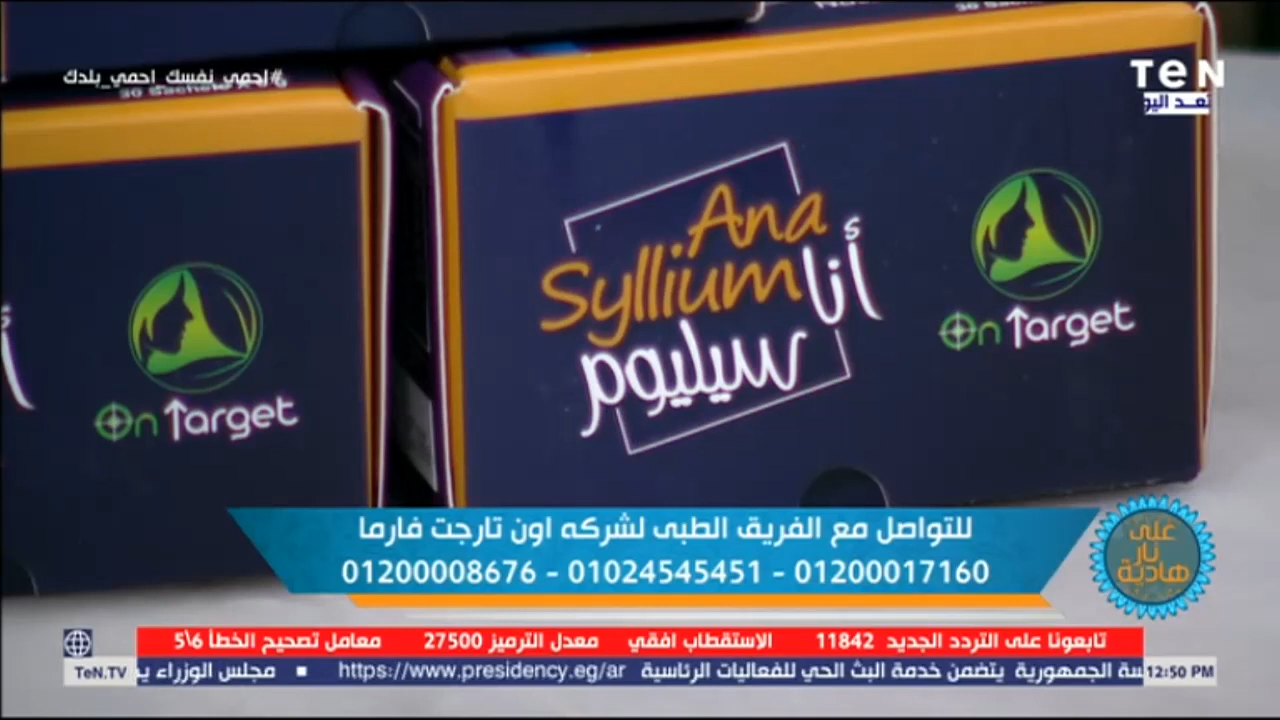 #احمي_نفسك_احمي_بلدك
TeN
30 Sachets
Ana
Syllium
أنا
سيليوم
On Target
On Target
للتواصل مع الفريق الطبى لشركه اون تارجت فارما
01200008676 - 01024545451 - 01200017160
على
نار
هادية
تابعونا على التردد الجديد 11842 الاستقطاب افقي معدل الترميز 27500 معامل تصحيح الخطأ 5\6
الجمهورية يتضمن خدمة البث الحي للفعاليات الرئاسية https://www.presidency.eg/ar ■ مجلس الوزراء
TeN.TV
12:50 PM